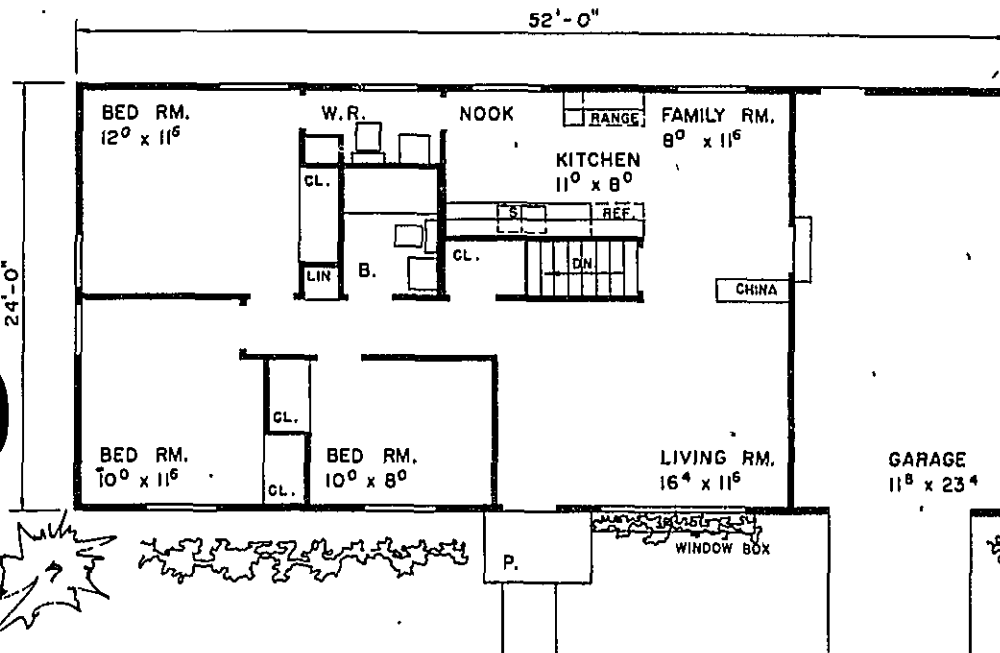 52'-0"
BED RM.
12⁰ x 11⁶
W.R.
NOOK
RANGE
FAMILY RM.
8⁰ x 11⁶
KITCHEN
11⁰ x 8⁰
CL.
S
REF.
LIN
B.
CL.
DN.
CHINA
24'-0"
CL.
BED RM.
10⁰ x 11⁶
CL.
BED RM.
10⁰ x 8⁰
LIVING RM.
16⁴ x 11⁶
GARAGE
11⁸ x 23⁴
P.
WINDOW BOX